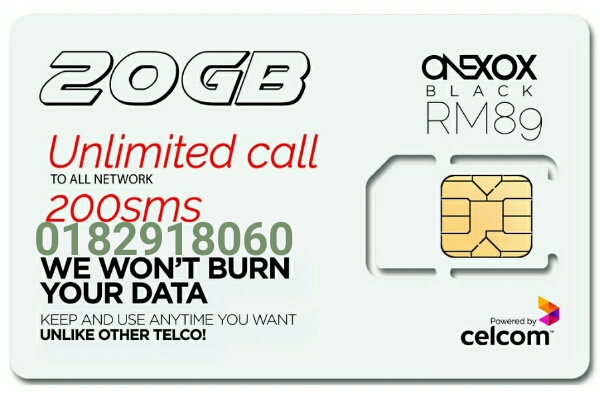 20GB
ONEXOX
BLACK
RM89
Unlimited call
TO ALL NETWORK
200sms
0182918060
WE WON'T BURN
YOUR DATA
KEEP AND USE ANYTIME YOU WANT
UNLIKE OTHER TELCO!
Powered by
celcom™